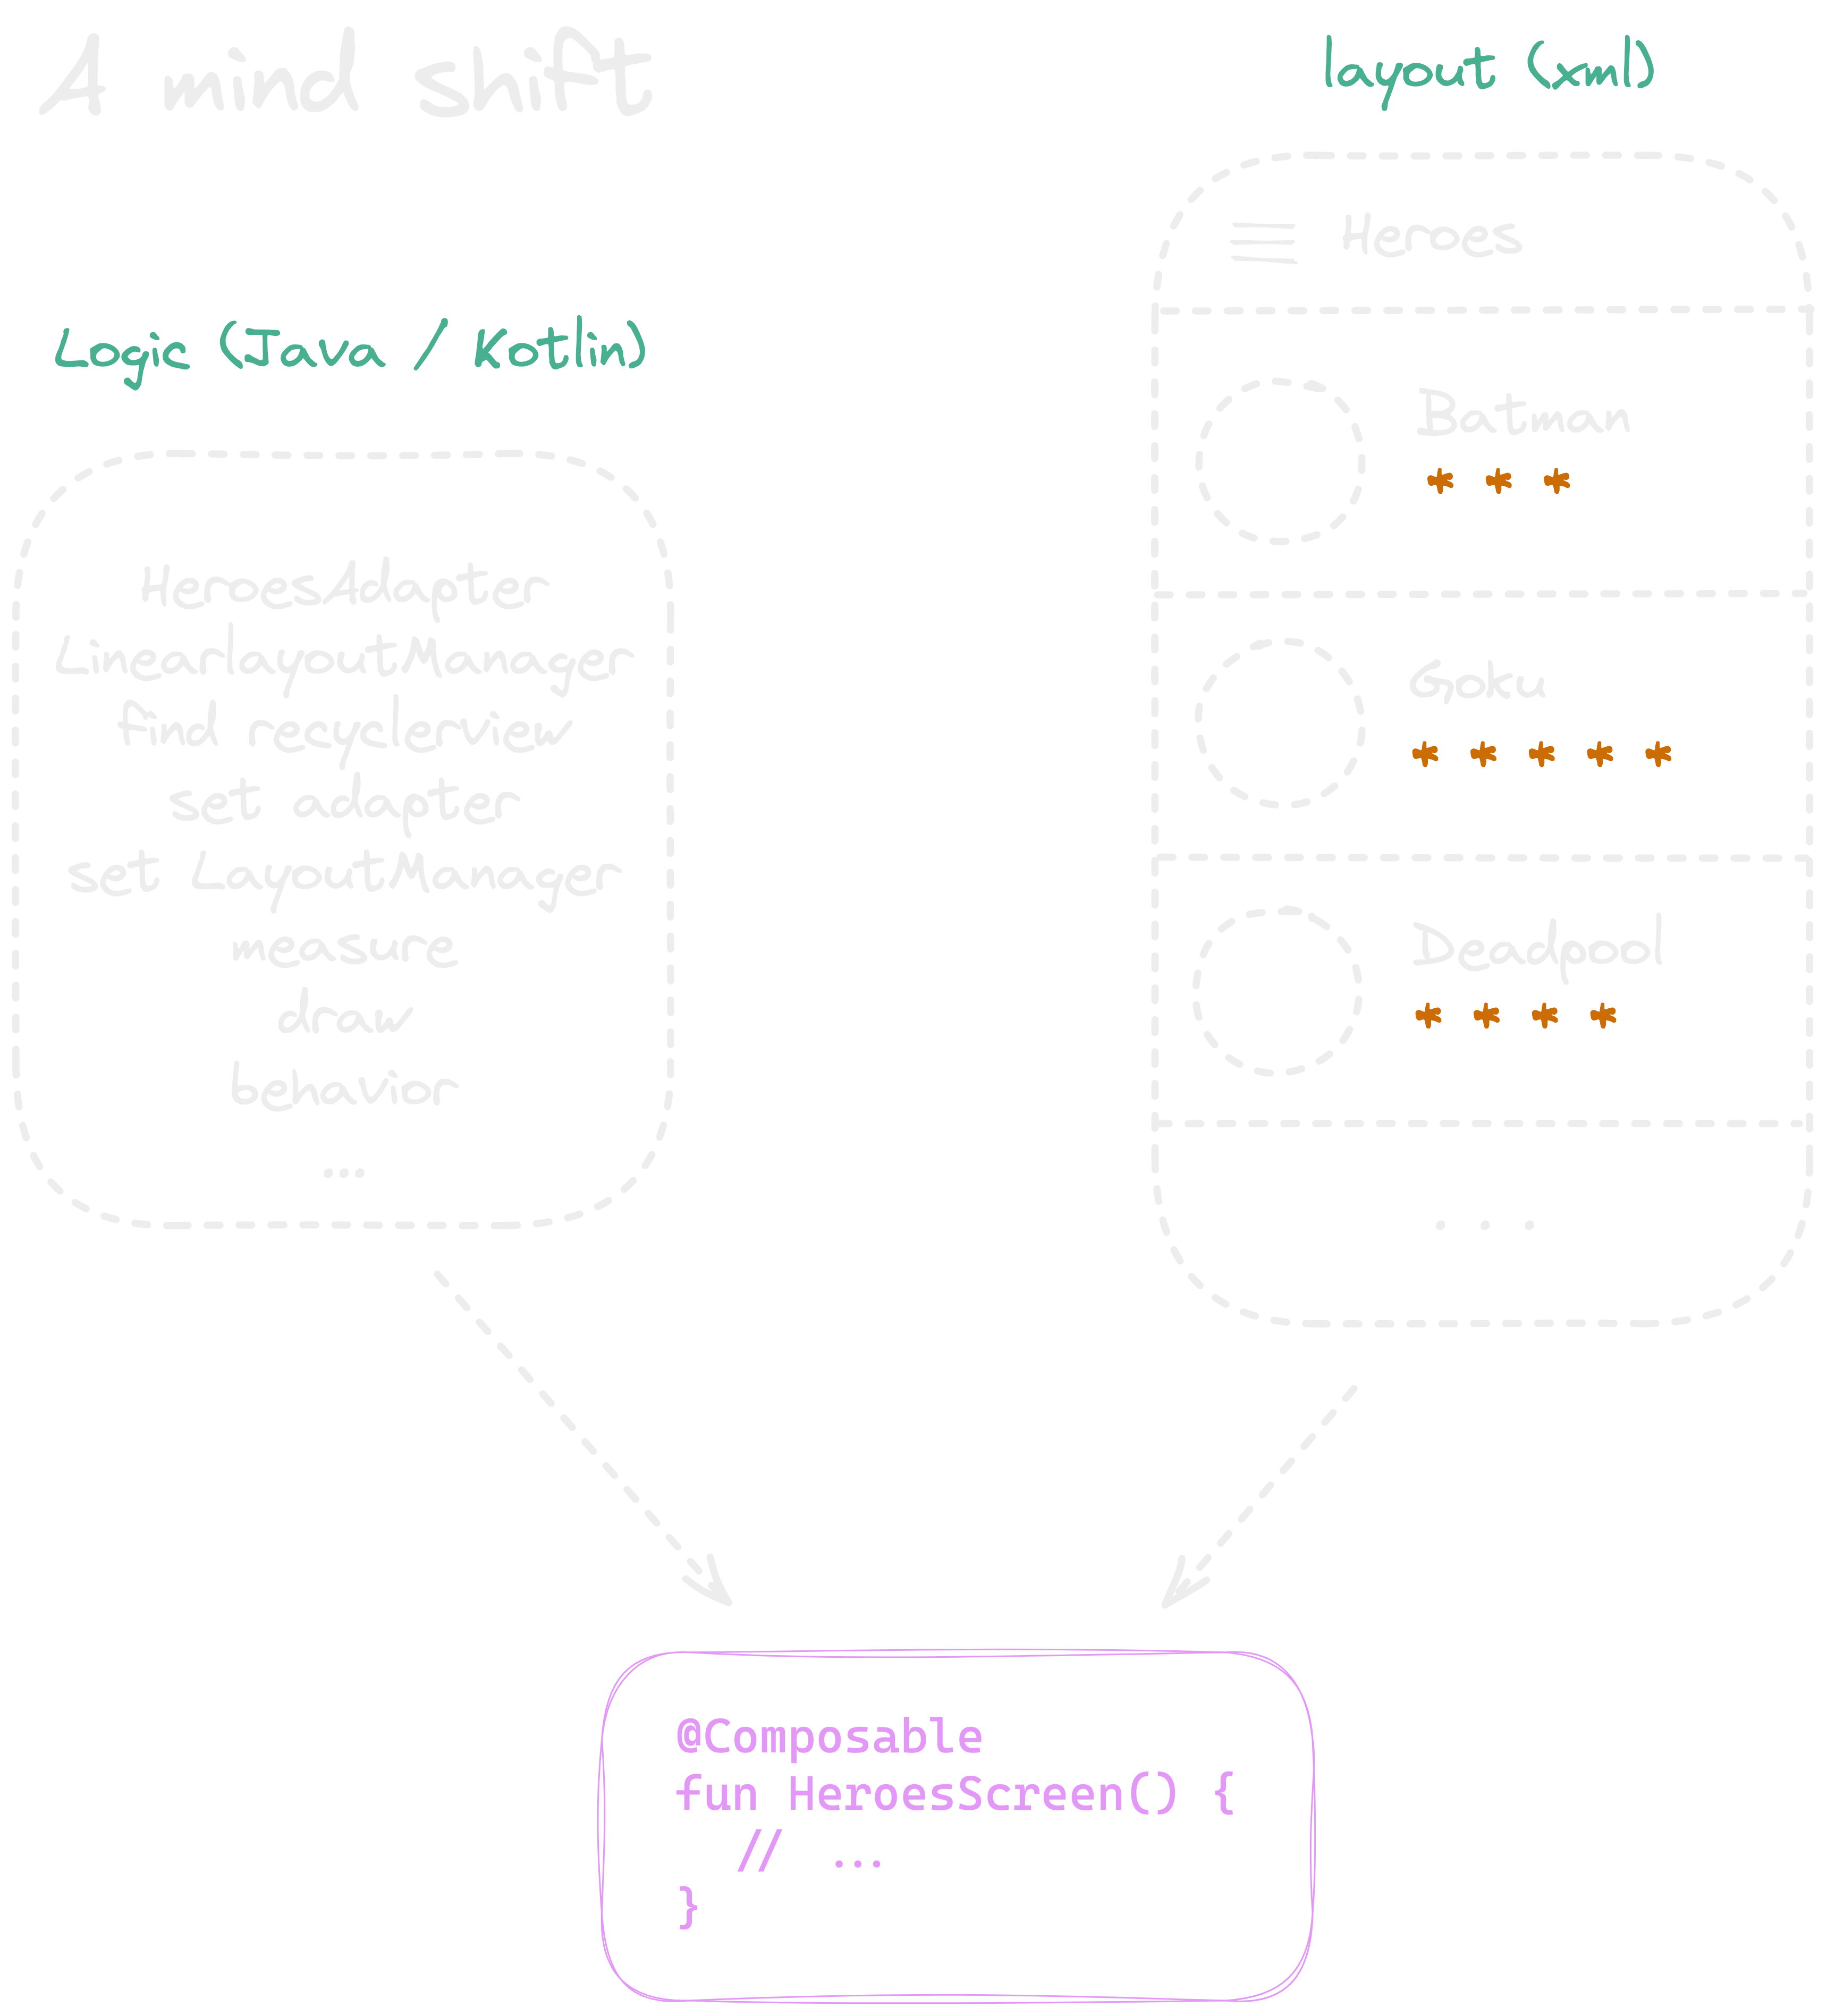 A mind shift
Logic (Java / Kotlin)
HeroesAdapter
LinearlayoutManager
find recyclerview
set adapter
set LayoutManager
measure
draw
behavior
...
layout (xml)
Heroes
Batman
* * *
Goku
* * * * *
Deadpool
* * * *
. . .
@Composable
fun HeroesScreen() {
// ...
}